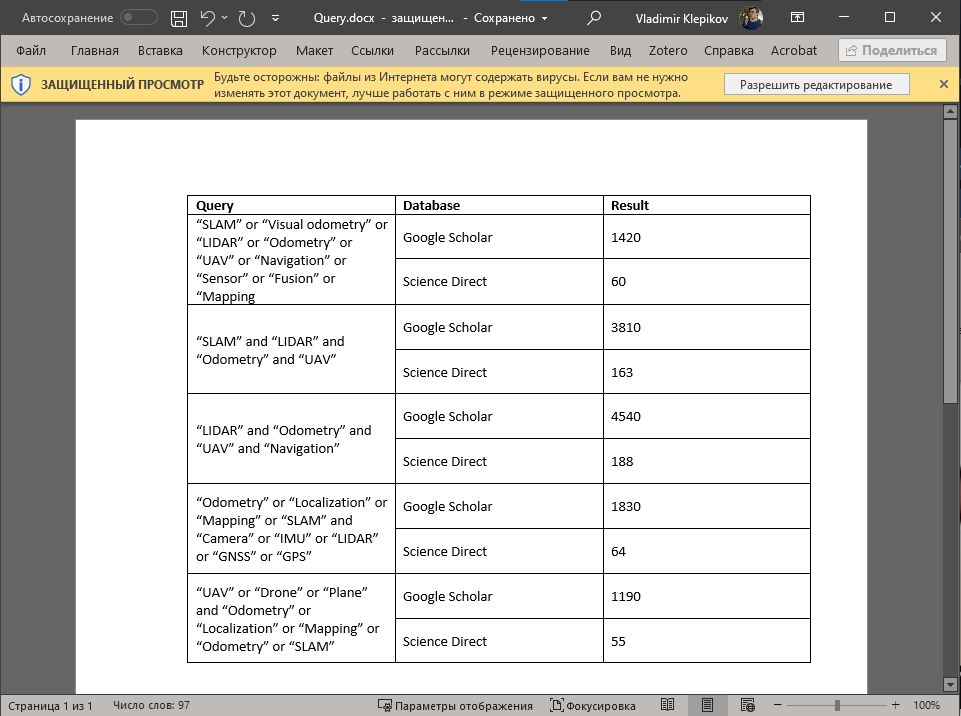 Автосохранение
Query.docx - защищен... - Сохранено
Vladimir Klepikov
Файл Главная Вставка Конструктор Макет Ссылки Рассылки Рецензирование Вид Zotero Справка Acrobat Поделиться
ЗАЩИЩЕННЫЙ ПРОСМОТР
Будьте осторожны: файлы из Интернета могут содержать вирусы. Если вам не нужно
изменять этот документ, лучше работать с ним в режиме защищенного просмотра.
Разрешить редактирование
Query Database Result
“SLAM” or “Visual odometry” or
“LIDAR” or “Odometry” or
“UAV” or “Navigation” or
“Sensor” or “Fusion” or
“Mapping
Google Scholar 1420
Science Direct 60
“SLAM” and “LIDAR” and
“Odometry” and “UAV”
Google Scholar 3810
Science Direct 163
“LIDAR” and “Odometry” and
“UAV” and “Navigation”
Google Scholar 4540
Science Direct 188
“Odometry” or “Localization” or
“Mapping” or “SLAM” and
“Camera” or “IMU” or “LIDAR”
or “GNSS” or “GPS”
Google Scholar 1830
Science Direct 64
“UAV” or “Drone” or “Plane”
and “Odometry” or
“Localization” or “Mapping” or
“Odometry” or “SLAM”
Google Scholar 1190
Science Direct 55
Страница 1 из 1 Число слов: 97 Параметры отображения Фокусировка 100%